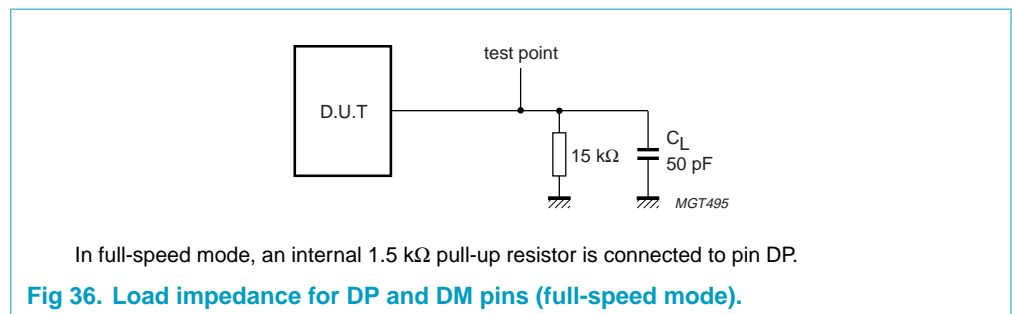 test point
D.U.T
15 kΩ
CL
50 pF
MGT495
In full-speed mode, an internal 1.5 kΩ pull-up resistor is connected to pin DP.
Fig 36. Load impedance for DP and DM pins (full-speed mode).